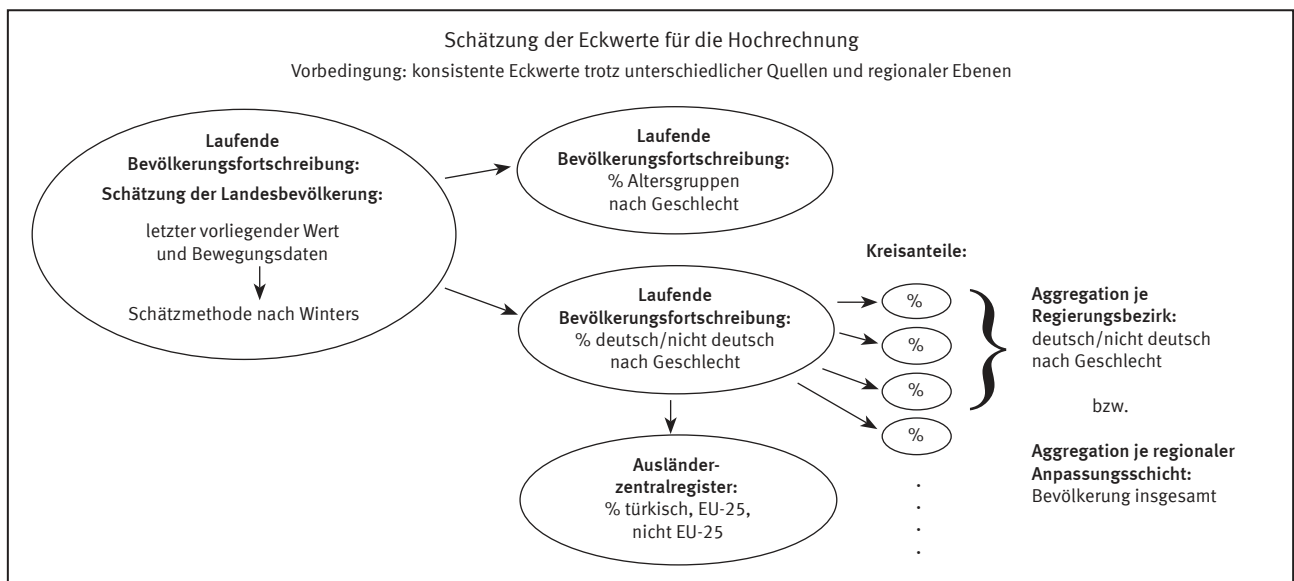 Schätzung der Eckwerte für die Hochrechnung
Vorbedingung: konsistente Eckwerte trotz unterschiedlicher Quellen und regionaler Ebenen
Laufende
Bevölkerungsfortschreibung:
Schätzung der Landesbevölkerung:
letzter vorliegender Wert
und Bewegungsdaten
Schätzmethode nach Winters
Laufende
Bevölkerungsfortschreibung:
% Altersgruppen
nach Geschlecht
Laufende
Bevölkerungsfortschreibung:
% deutsch/nicht deutsch
nach Geschlecht
Ausländer-
zentralregister:
% türkisch, EU-25,
nicht EU-25
Kreisanteile:
%
%
%
%
.
.
.
.
Aggregation je
Regierungsbezirk:
deutsch/nicht deutsch
nach Geschlecht
bzw.
Aggregation je regionaler
Anpassungsschicht:
Bevölkerung insgesamt